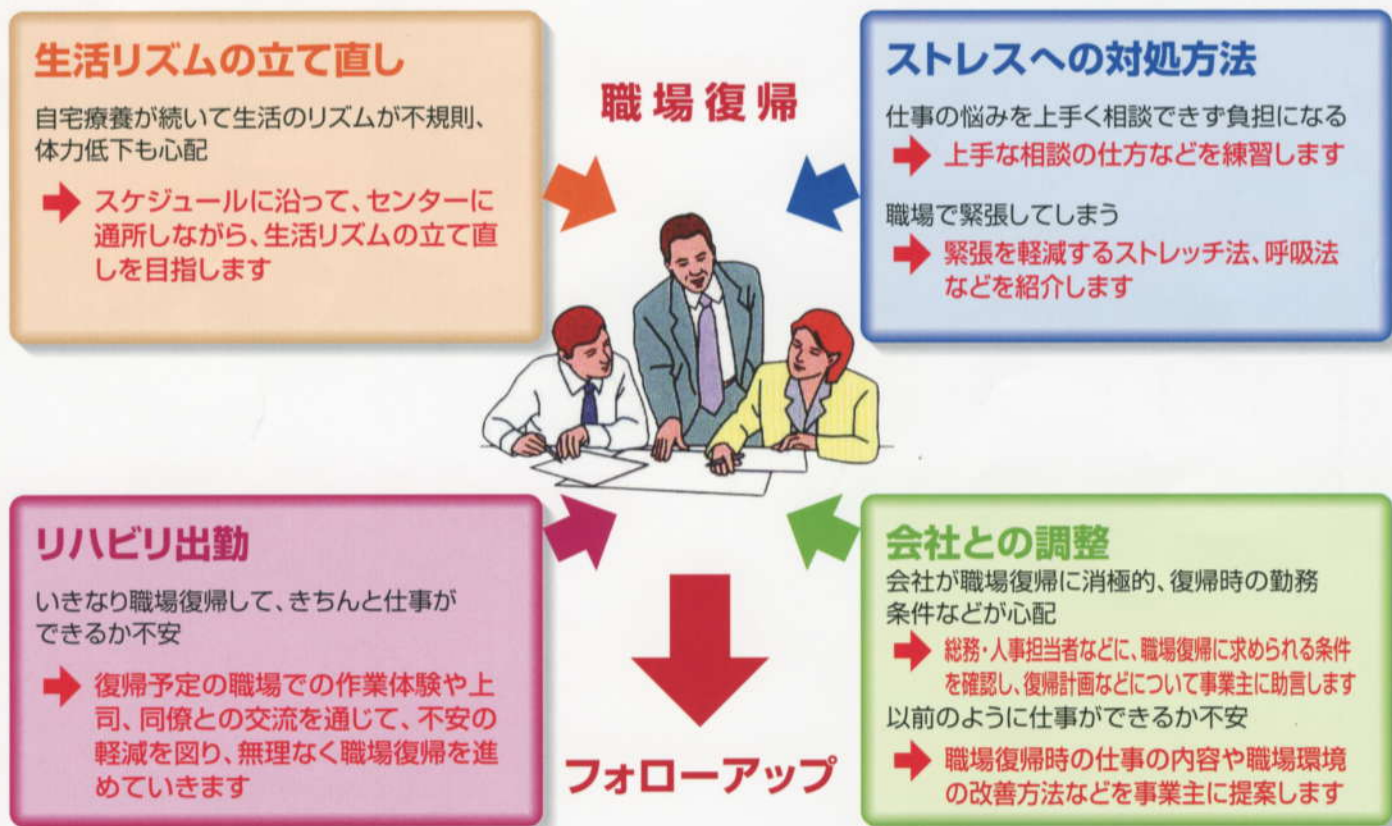 生活リズムの立て直し
自宅療養が続いて生活のリズムが不規則、
体力低下も心配
スケジュールに沿って、センターに
通所しながら、生活リズムの立て直
しを目指します
職場復帰
ストレスへの対処方法
仕事の悩みを上手く相談できず負担になる
上手な相談の仕方などを練習します
職場で緊張してしまう
緊張を軽減するストレッチ法、呼吸法
などを紹介します
リハビリ出勤
いきなり職場復帰して、きちんと仕事が
できるか不安
復帰予定の職場での作業体験や上
司、同僚との交流を通じて、不安の
軽減を図り、無理なく職場復帰を進
めていきます
会社との調整
会社が職場復帰に消極的、復帰時の勤務
条件などが心配
総務・人事担当者などに、職場復帰に求められる条件
を確認し、復帰計画などについて事業主に助言します
以前のように仕事ができるか不安
職場復帰時の仕事の内容や職場環境
の改善方法などを事業主に提案します
フォローアップ